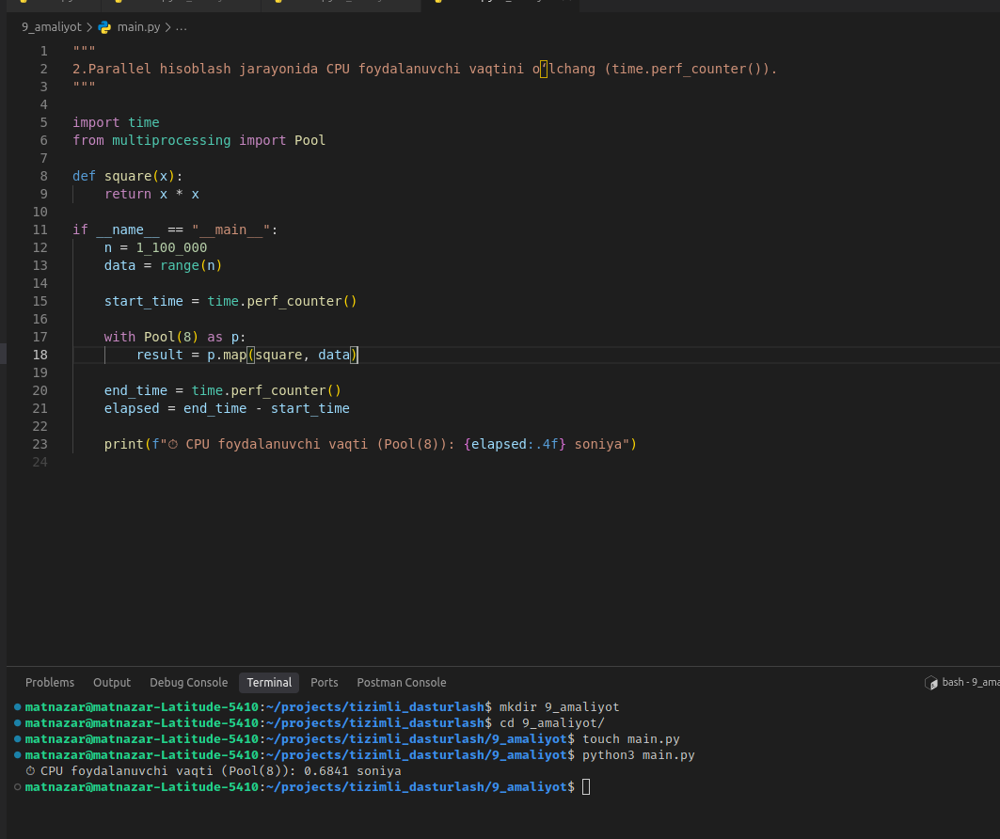 9_amaliyot > main.py > ...
1 """
2 2.Parallel hisoblash jarayonida CPU foydalanuvchi vaqtini o‘lchang (time.perf_counter()).
3 """
4
5 import time
6 from multiprocessing import Pool
7
8 def square(x):
9     return x * x
10
11 if __name__ == "__main__":
12     n = 1_100_000
13     data = range(n)
14
15     start_time = time.perf_counter()
16
17     with Pool(8) as p:
18         result = p.map(square, data)
19
20     end_time = time.perf_counter()
21     elapsed = end_time - start_time
22
23     print(f"⏱ CPU foydalanuvchi vaqti (Pool(8)): {elapsed:.4f} soniya")
24
Problems Output Debug Console Terminal Ports Postman Console bash - 9_ama
matnazar@matnazar-Latitude-5410:~/projects/tizimli_dasturlash$ mkdir 9_amaliyot
matnazar@matnazar-Latitude-5410:~/projects/tizimli_dasturlash$ cd 9_amaliyot/
matnazar@matnazar-Latitude-5410:~/projects/tizimli_dasturlash/9_amaliyot$ touch main.py
matnazar@matnazar-Latitude-5410:~/projects/tizimli_dasturlash/9_amaliyot$ python3 main.py
⏱ CPU foydalanuvchi vaqti (Pool(8)): 0.6841 soniya
matnazar@matnazar-Latitude-5410:~/projects/tizimli_dasturlash/9_amaliyot$